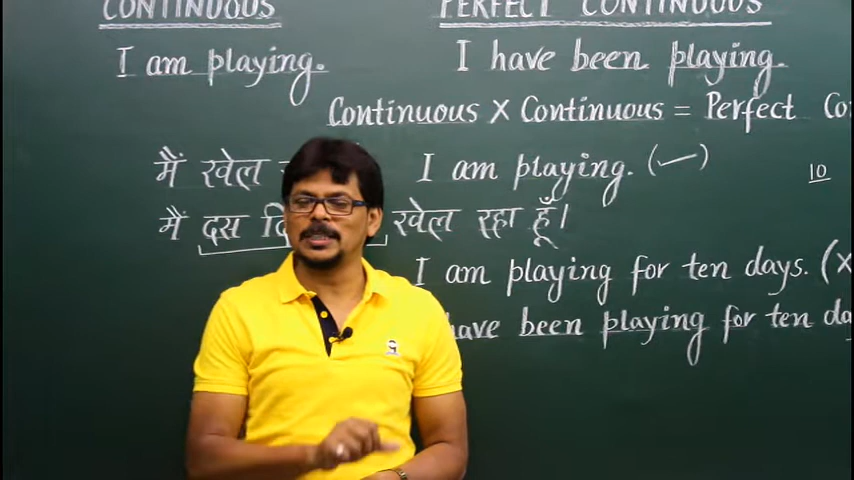 CONTINUOUS PERFECT CONTINUOUS
I am playing. I have been playing.
Continuous × Continuous = Perfect
मैं खेल I am playing. (✓) 10
मैं दस खेल रहा हूँ।
I am playing for ten days. (×
have been playing for ten